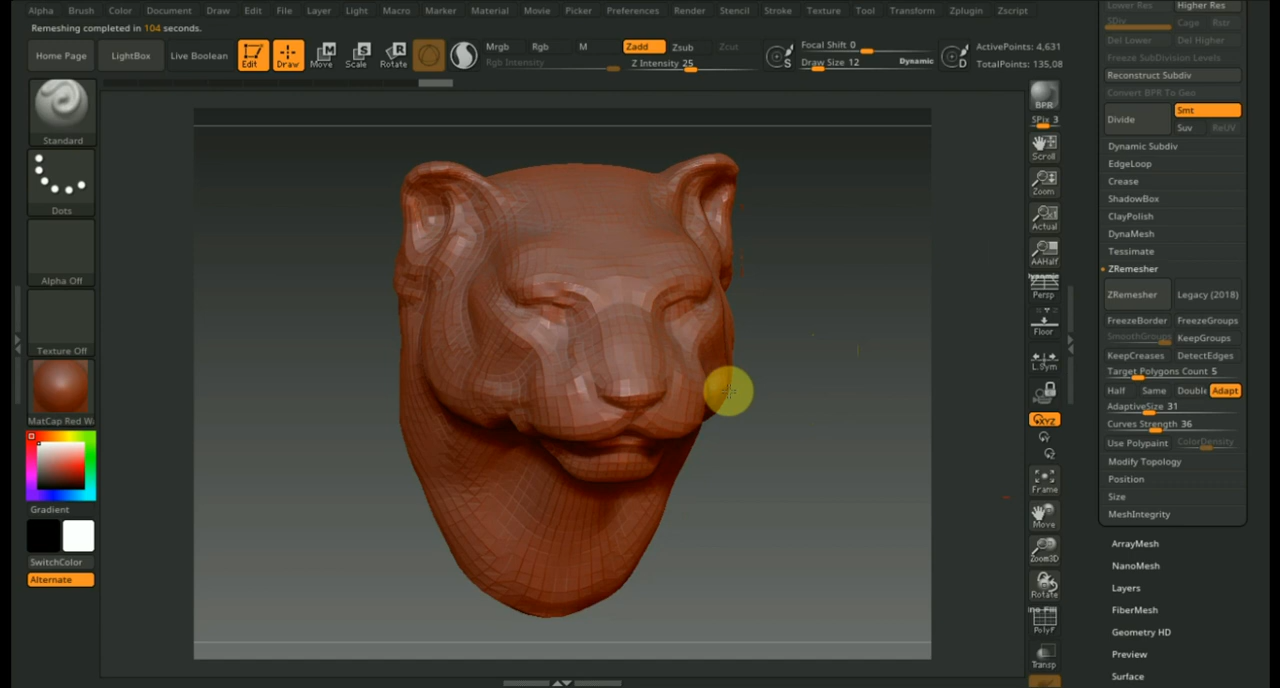 Alpha Brush Color Document Draw Edit File Layer Light Macro Marker Material Movie Picker Preferences Render Stencil Stroke Texture Tool Transform Zplugin Zscript
Remeshing completed in 104 seconds.
Home Page
LightBox
Live Boolean
Edit
Draw
Move
Scale
Rotate
Mrgb Rgb M
Rgb Intensity
Zadd Zsub Zcut
Z Intensity 25
S
Focal Shift 0
Draw Size 12 Dynamic
D
ActivePoints: 4,631
TotalPoints: 135,08
Standard
Dots
Alpha Off
Texture Off
MatCap Red W
Gradient
SwitchColor
Alternate
BPR
SPix 3
Scroll
Zoom
Actual
AAHalf
Dynamic
Persp
Floor
L.Sym
XYZ
Frame
Move
Zoom3D
Rotate
PolyF
Transp
Lower Res Higher Res
SDiv Cage Rstr
Del Lower Del Higher
Freeze SubDivision Levels
Reconstruct Subdiv
Convert BPR To Geo
Divide Smt
Suv ReUV
Dynamic Subdiv
EdgeLoop
Crease
ShadowBox
ClayPolish
DynaMesh
Tessimate
ZRemesher
ZRemesher Legacy (2018)
FreezeBorder FreezeGroups
SmoothGroups KeepGroups
KeepCreases DetectEdges
Target Polygons Count 5
Half Same Double Adapt
AdaptiveSize 31
Curves Strength 36
Use Polypaint ColorDensity
Modify Topology
Position
Size
MeshIntegrity
ArrayMesh
NanoMesh
Layers
FiberMesh
Geometry HD
Preview
Surface